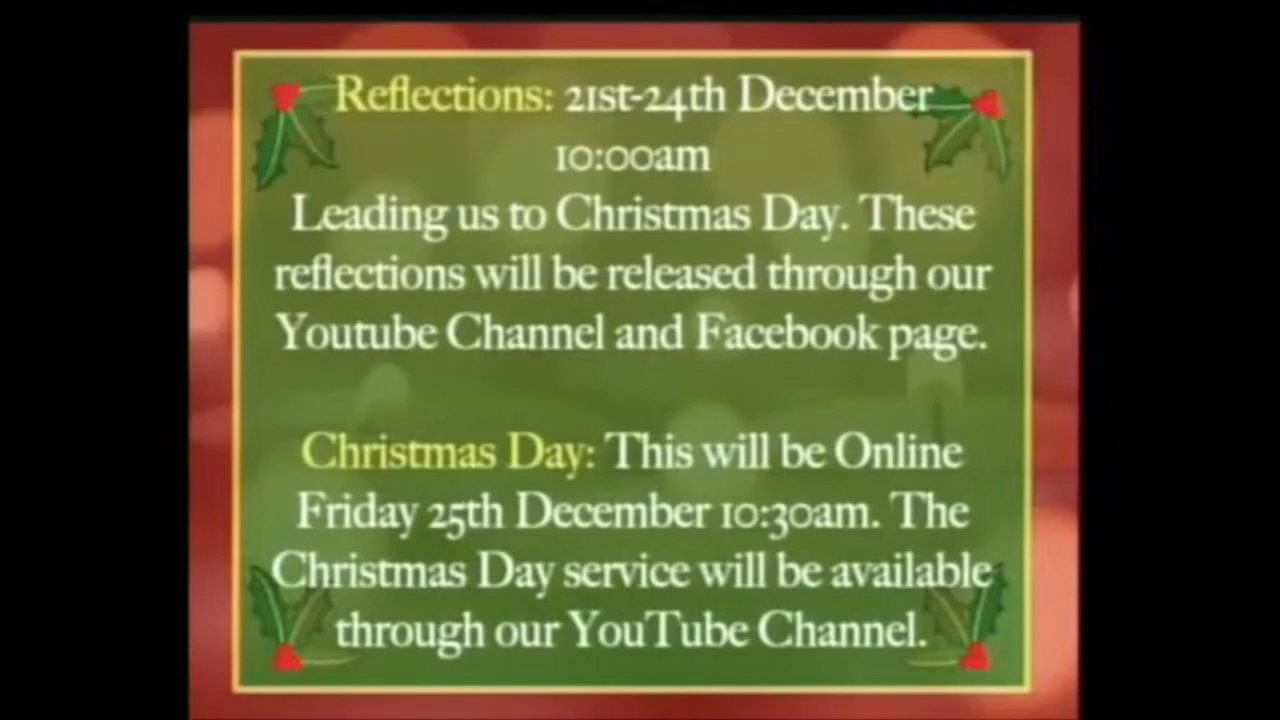 Reflections: 21st-24th December
10:00am
Leading us to Christmas Day. These
reflections will be released through our
Youtube Channel and Facebook page.
Christmas Day: This will be Online
Friday 25th December 10:30am. The
Christmas Day service will be available
through our YouTube Channel.